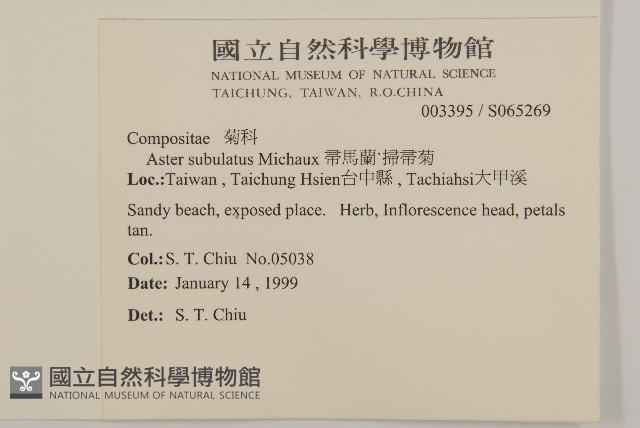 國立自然科學博物館
NATIONAL MUSEUM OF NATURAL SCIENCE
TAICHUNG, TAIWAN, R.O.CHINA
003395 / S065269
Compositae 菊科
Aster subulatus Michaux 帚馬蘭、掃帚菊
Loc.:Taiwan , Taichung Hsien台中縣 , Tachiahsi大甲溪
Sandy beach, exposed place. Herb, Inflorescence head, petals
tan.
Col.: S. T. Chiu No.05038
Date: January 14 , 1999
Det.: S. T. Chiu
國立自然科學博物館
NATIONAL MUSEUM OF NATURAL SCIENCE